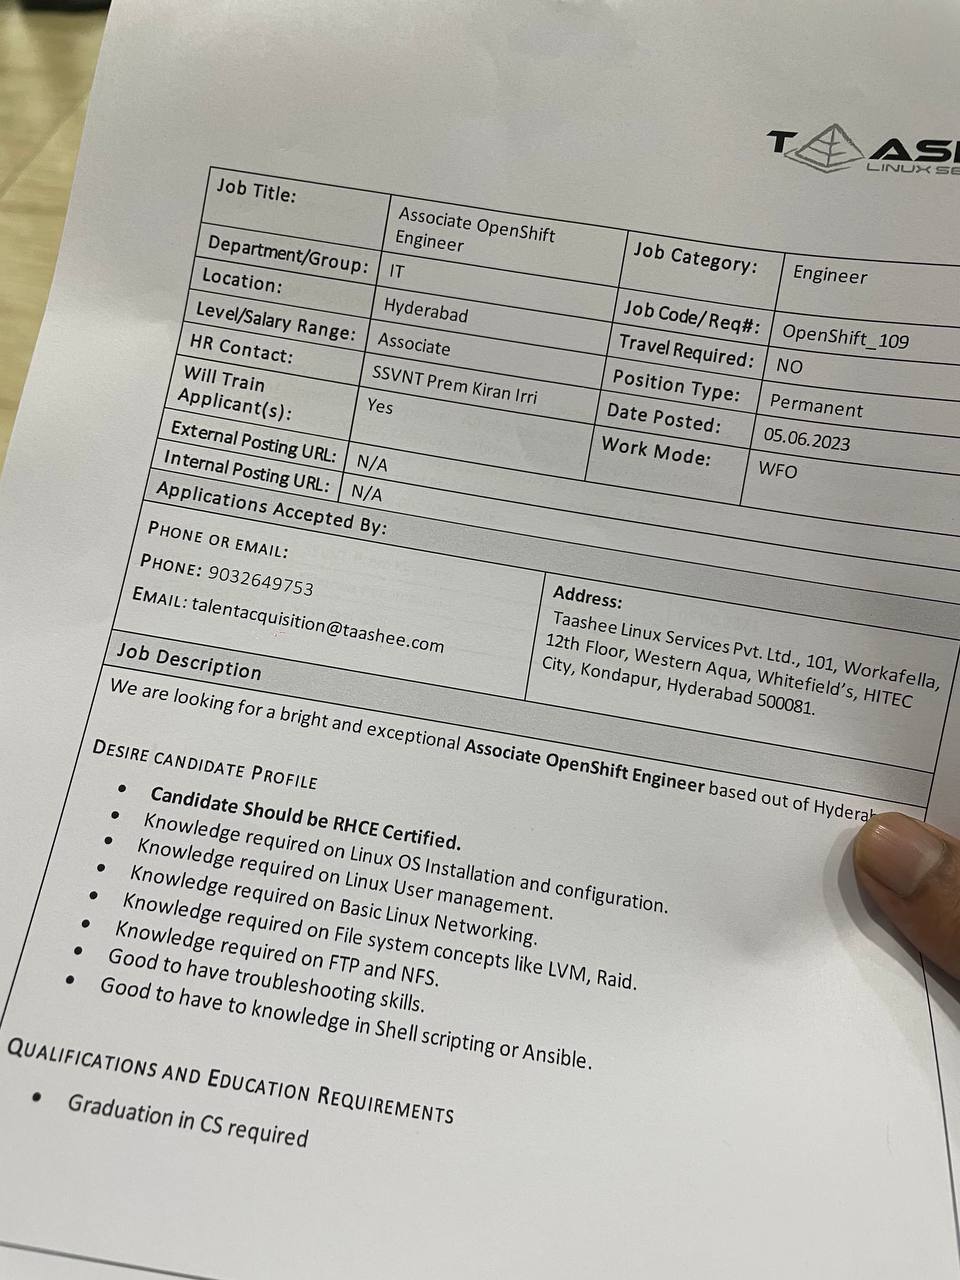 T ASH
LINUX SE
Job Title:
Associate OpenShift
Engineer
Job Category:
Engineer
Department/Group:
IT
Job Code/ Req#:
OpenShift_109
Location:
Hyderabad
Travel Required:
NO
Level/Salary Range:
Associate
Position Type:
Permanent
HR Contact:
SSVNT Prem Kiran Irri
Date Posted:
05.06.2023
Will Train
Applicant(s):
Yes
Work Mode:
WFO
External Posting URL:
N/A
Internal Posting URL:
N/A
Applications Accepted By:
PHONE OR EMAIL:
PHONE: 9032649753
EMAIL: talentacquisition@taashee.com
Address:
Taashee Linux Services Pvt. Ltd., 101, Workafella,
12th Floor, Western Aqua, Whitefield's, HITEC
City, Kondapur, Hyderabad 500081.
Job Description
We are looking for a bright and exceptional Associate OpenShift Engineer based out of Hyderab
DESIRE CANDIDATE PROFILE
• Candidate Should be RHCE Certified.
• Knowledge required on Linux OS Installation and configuration.
• Knowledge required on Linux User management.
• Knowledge required on Basic Linux Networking.
• Knowledge required on File system concepts like LVM, Raid.
• Knowledge required on FTP and NFS.
• Good to have troubleshooting skills.
• Good to have to knowledge in Shell scripting or Ansible.
QUALIFICATIONS AND EDUCATION REQUIREMENTS
• Graduation in CS required